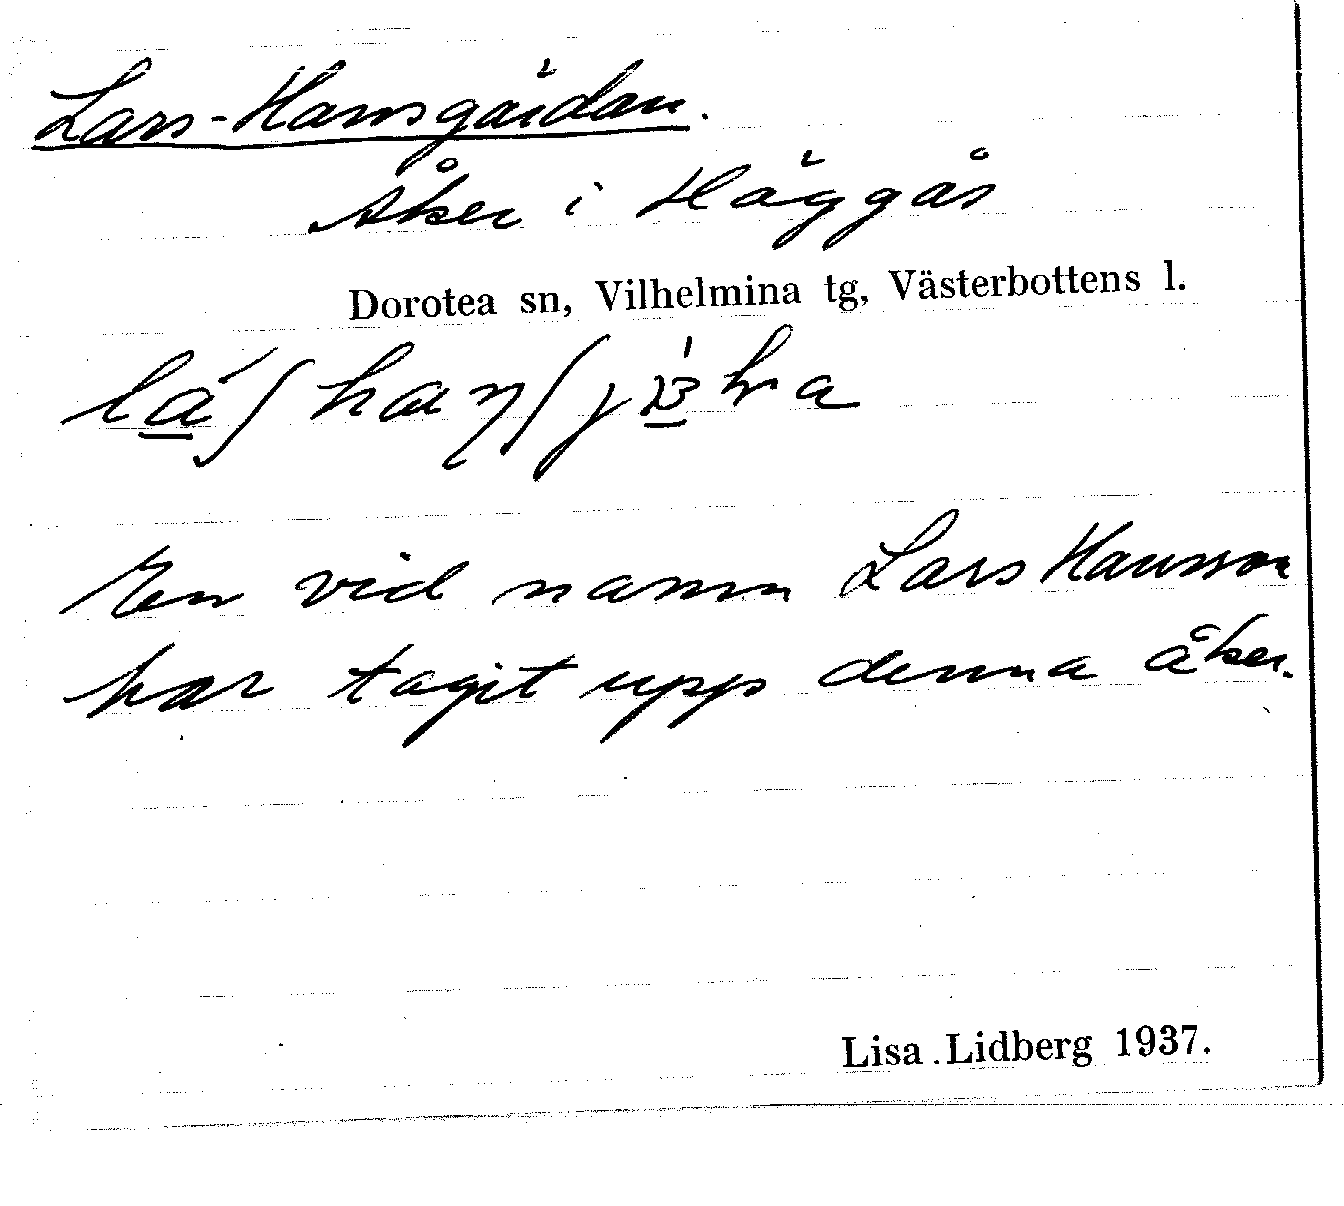 Lars-Hansgärdan.
Åker i Häggås
Dorotea sn, Vilhelmina tg, Västerbottens l.
En vid namn Lars Hansson
har tagit upp denna åker.
Lisa Lidberg 1937.